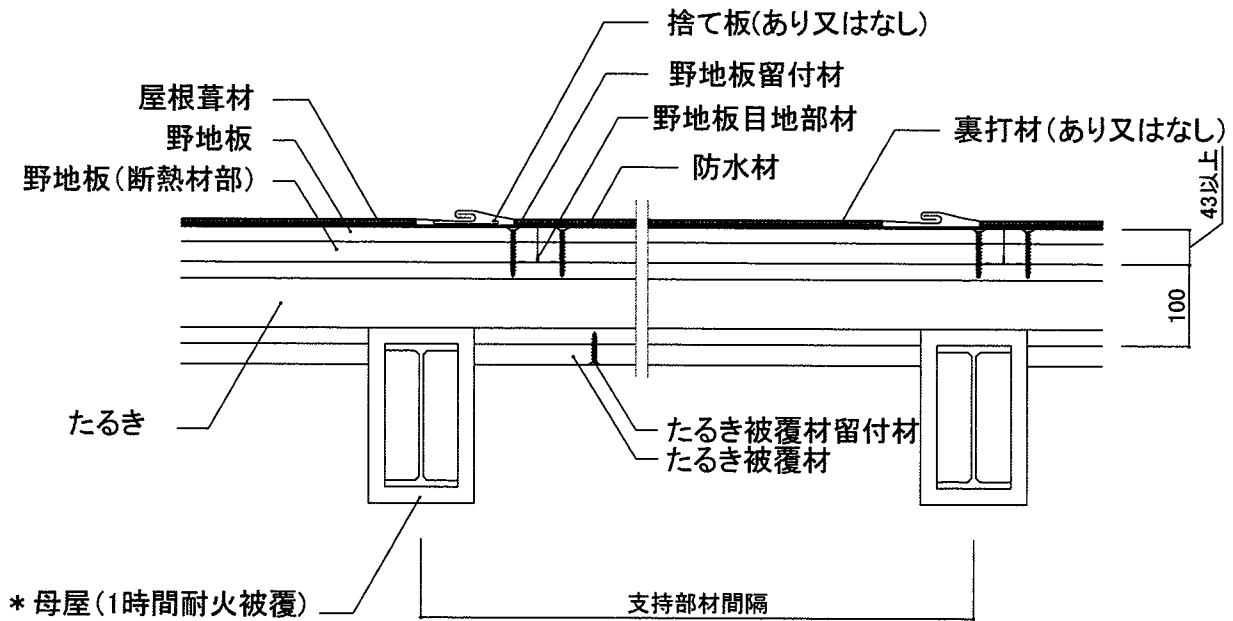 捨て板(あり又はなし)
野地板留付材
屋根葺材
野地板目地部材
裏打材(あり又はなし)
野地板
防水材
野地板(断熱材部)
43以上
100
たるき
たるき被覆材留付材
たるき被覆材
*母屋(1時間耐火被覆)
支持部材間隔